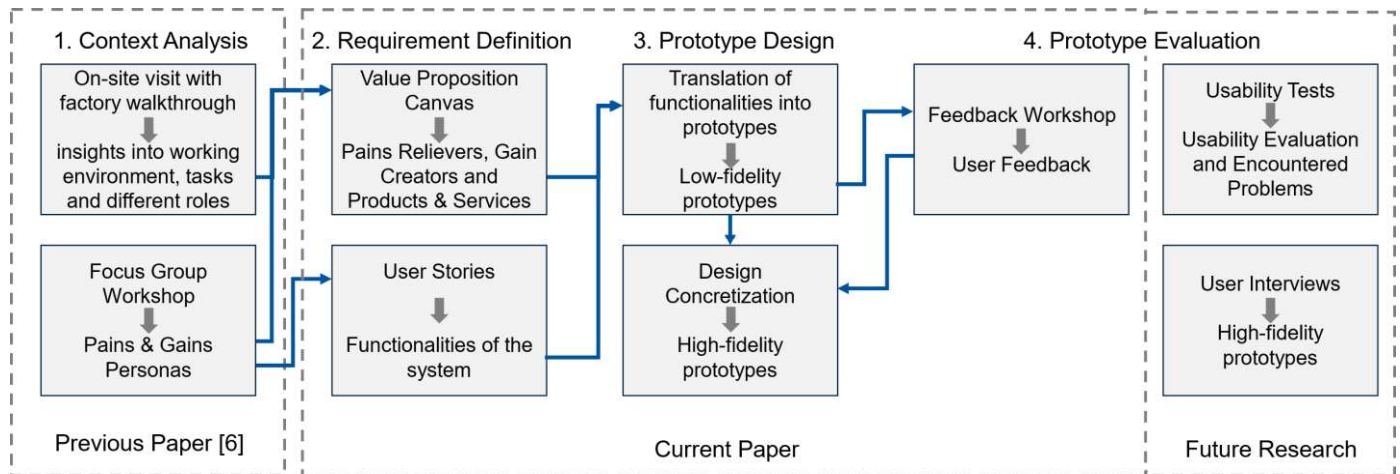 1. Context Analysis
On-site visit with
factory walkthrough
insights into working
environment, tasks
and different roles
Focus Group
Workshop
Pains & Gains
Personas
Previous Paper [6]
2. Requirement Definition
Value Proposition
Canvas
Pains Relievers, Gain
Creators and
Products & Services
User Stories
Functionalities of the
system
3. Prototype Design
Translation of
functionalities into
prototypes
Low-fidelity
prototypes
Design
Concretization
High-fidelity
prototypes
4. Prototype Evaluation
Feedback Workshop
User Feedback
Current Paper
Usability Tests
Usability Evaluation
and Encountered
Problems
User Interviews
High-fidelity
prototypes
Future Research